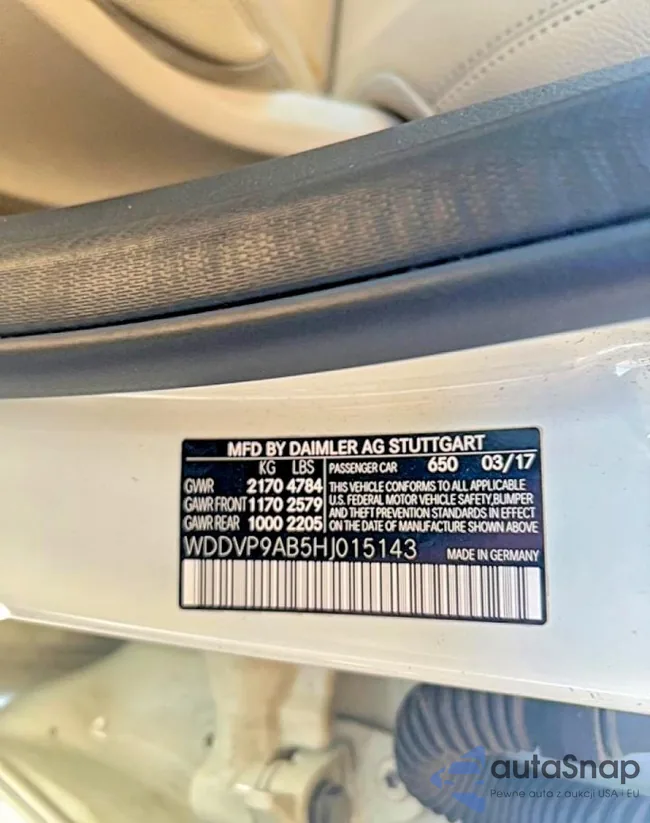 MFD BY DAIMLER AG STUTTGART
KG LBS PASSENGER CAR 650 03/17
GVWR 2170 4784 THIS VEHICLE CONFORMS TO ALL APPLICABLE
GAWR FRONT 1170 2579 U.S. FEDERAL MOTOR VEHICLE SAFETY,BUMPER
GAWR REAR 1000 2205 AND THEFT PREVENTION STANDARDS IN EFFECT
ON THE DATE OF MANUFACTURE SHOWN ABOVE
WDDVP9AB5HJ015143 MADE IN GERMANY
autaSnap
Pewne auta z aukcji USA i EU